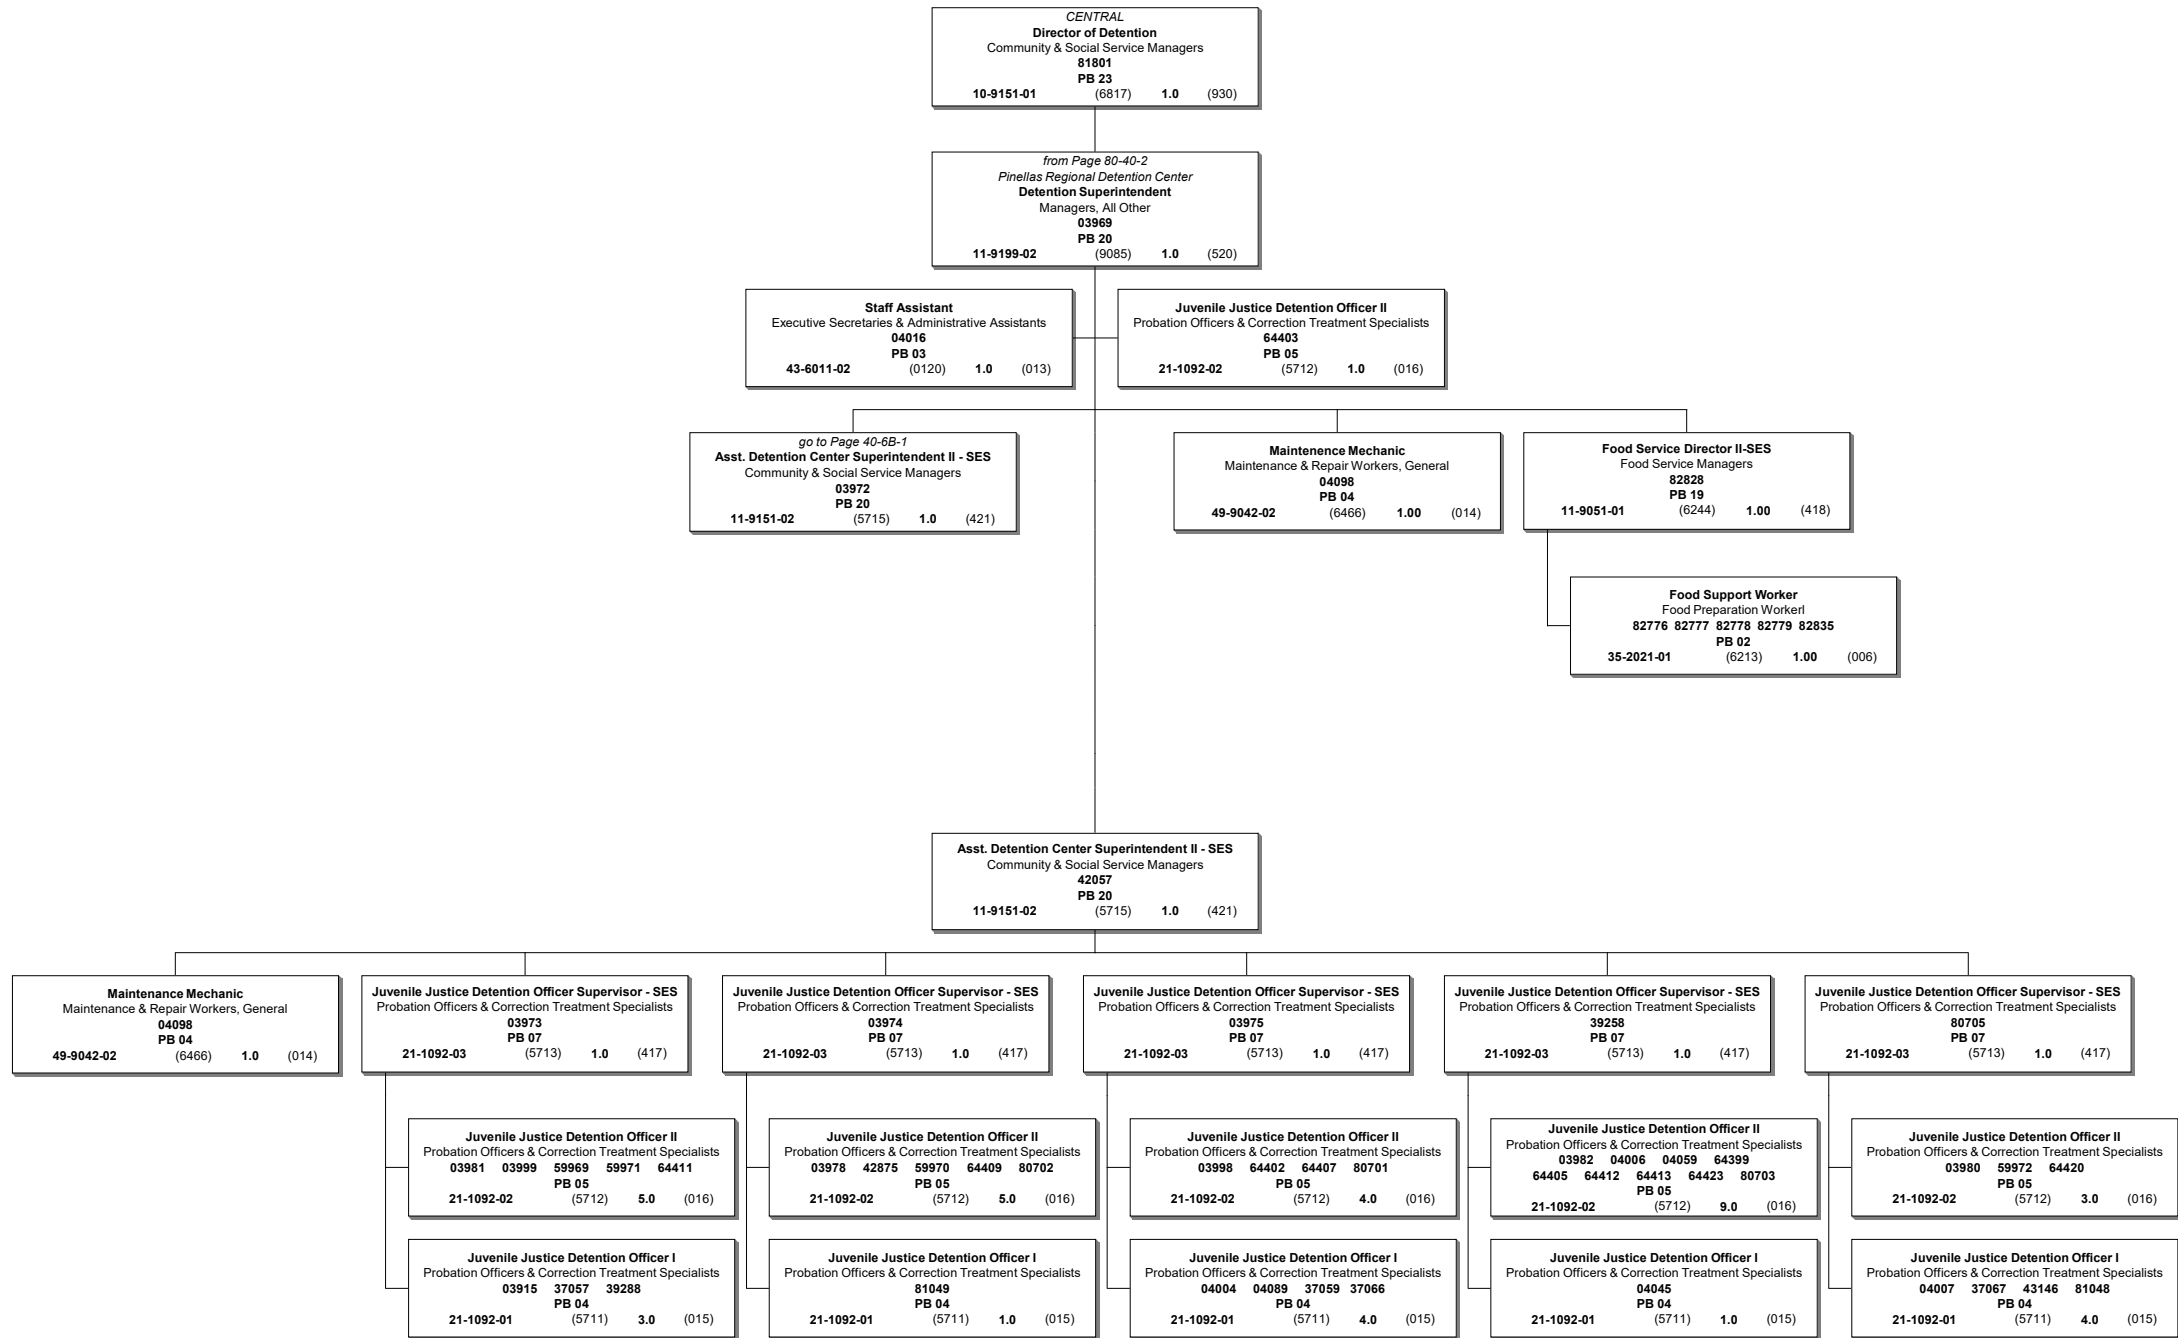 CENTRAL
Director of Detention
Community & Social Service Managers
81801
PB 23
10-9151-01 (6817) 1.0 (930)
from Page 80-40-2
Pinellas Regional Detention Center
Detention Superintendent
Managers, All Other
03969
PB 20
11-9199-02 (9085) 1.0 (520)
Staff Assistant
Executive Secretaries & Administrative Assistants
04016
PB 03
43-6011-02 (0120) 1.0 (013)
Juvenile Justice Detention Officer II
Probation Officers & Correction Treatment Specialists
64403
PB 05
21-1092-02 (5712) 1.0 (016)
go to Page 40-6B-1
Asst. Detention Center Superintendent II - SES
Community & Social Service Managers
03972
PB 20
11-9151-02 (5715) 1.0 (421)
Maintenence Mechanic
Maintenance & Repair Workers, General
04098
PB 04
49-9042-02 (6466) 1.00 (014)
Food Service Director II-SES
Food Service Managers
82828
PB 19
11-9051-01 (6244) 1.00 (418)
Food Support Worker
Food Preparation Workerl
82776 82777 82778 82779 82835
PB 02
35-2021-01 (6213) 1.00 (006)
Asst. Detention Center Superintendent II - SES
Community & Social Service Managers
42057
PB 20
11-9151-02 (5715) 1.0 (421)
Maintenance Mechanic
Maintenance & Repair Workers, General
04098
PB 04
49-9042-02 (6466) 1.0 (014)
Juvenile Justice Detention Officer Supervisor - SES
Probation Officers & Correction Treatment Specialists
03973
PB 07
21-1092-03 (5713) 1.0 (417)
Juvenile Justice Detention Officer Supervisor - SES
Probation Officers & Correction Treatment Specialists
03974
PB 07
21-1092-03 (5713) 1.0 (417)
Juvenile Justice Detention Officer Supervisor - SES
Probation Officers & Correction Treatment Specialists
03975
PB 07
21-1092-03 (5713) 1.0 (417)
Juvenile Justice Detention Officer Supervisor - SES
Probation Officers & Correction Treatment Specialists
39258
PB 07
21-1092-03 (5713) 1.0 (417)
Juvenile Justice Detention Officer Supervisor - SES
Probation Officers & Correction Treatment Specialists
80705
PB 07
21-1092-03 (5713) 1.0 (417)
Juvenile Justice Detention Officer II
Probation Officers & Correction Treatment Specialists
03981 03999 59969 59971 64411
PB 05
21-1092-02 (5712) 5.0 (016)
Juvenile Justice Detention Officer II
Probation Officers & Correction Treatment Specialists
03978 42875 59970 64409 80702
PB 05
21-1092-02 (5712) 5.0 (016)
Juvenile Justice Detention Officer II
Probation Officers & Correction Treatment Specialists
03998 64402 64407 80701
PB 05
21-1092-02 (5712) 4.0 (016)
Juvenile Justice Detention Officer II
Probation Officers & Correction Treatment Specialists
03982 04006 04059 64399
64405 64412 64413 64423 80703
PB 05
21-1092-02 (5712) 9.0 (016)
Juvenile Justice Detention Officer II
Probation Officers & Correction Treatment Specialists
03980 59972 64420
PB 05
21-1092-02 (5712) 3.0 (016)
Juvenile Justice Detention Officer I
Probation Officers & Correction Treatment Specialists
03915 37057 39288
PB 04
21-1092-01 (5711) 3.0 (015)
Juvenile Justice Detention Officer I
Probation Officers & Correction Treatment Specialists
81049
PB 04
21-1092-01 (5711) 1.0 (015)
Juvenile Justice Detention Officer I
Probation Officers & Correction Treatment Specialists
04004 04089 37059 37066
PB 04
21-1092-01 (5711) 4.0 (015)
Juvenile Justice Detention Officer I
Probation Officers & Correction Treatment Specialists
04045
PB 04
21-1092-01 (5711) 1.0 (015)
Juvenile Justice Detention Officer I
Probation Officers & Correction Treatment Specialists
04007 37067 43146 81048
PB 04
21-1092-01 (5711) 4.0 (015)